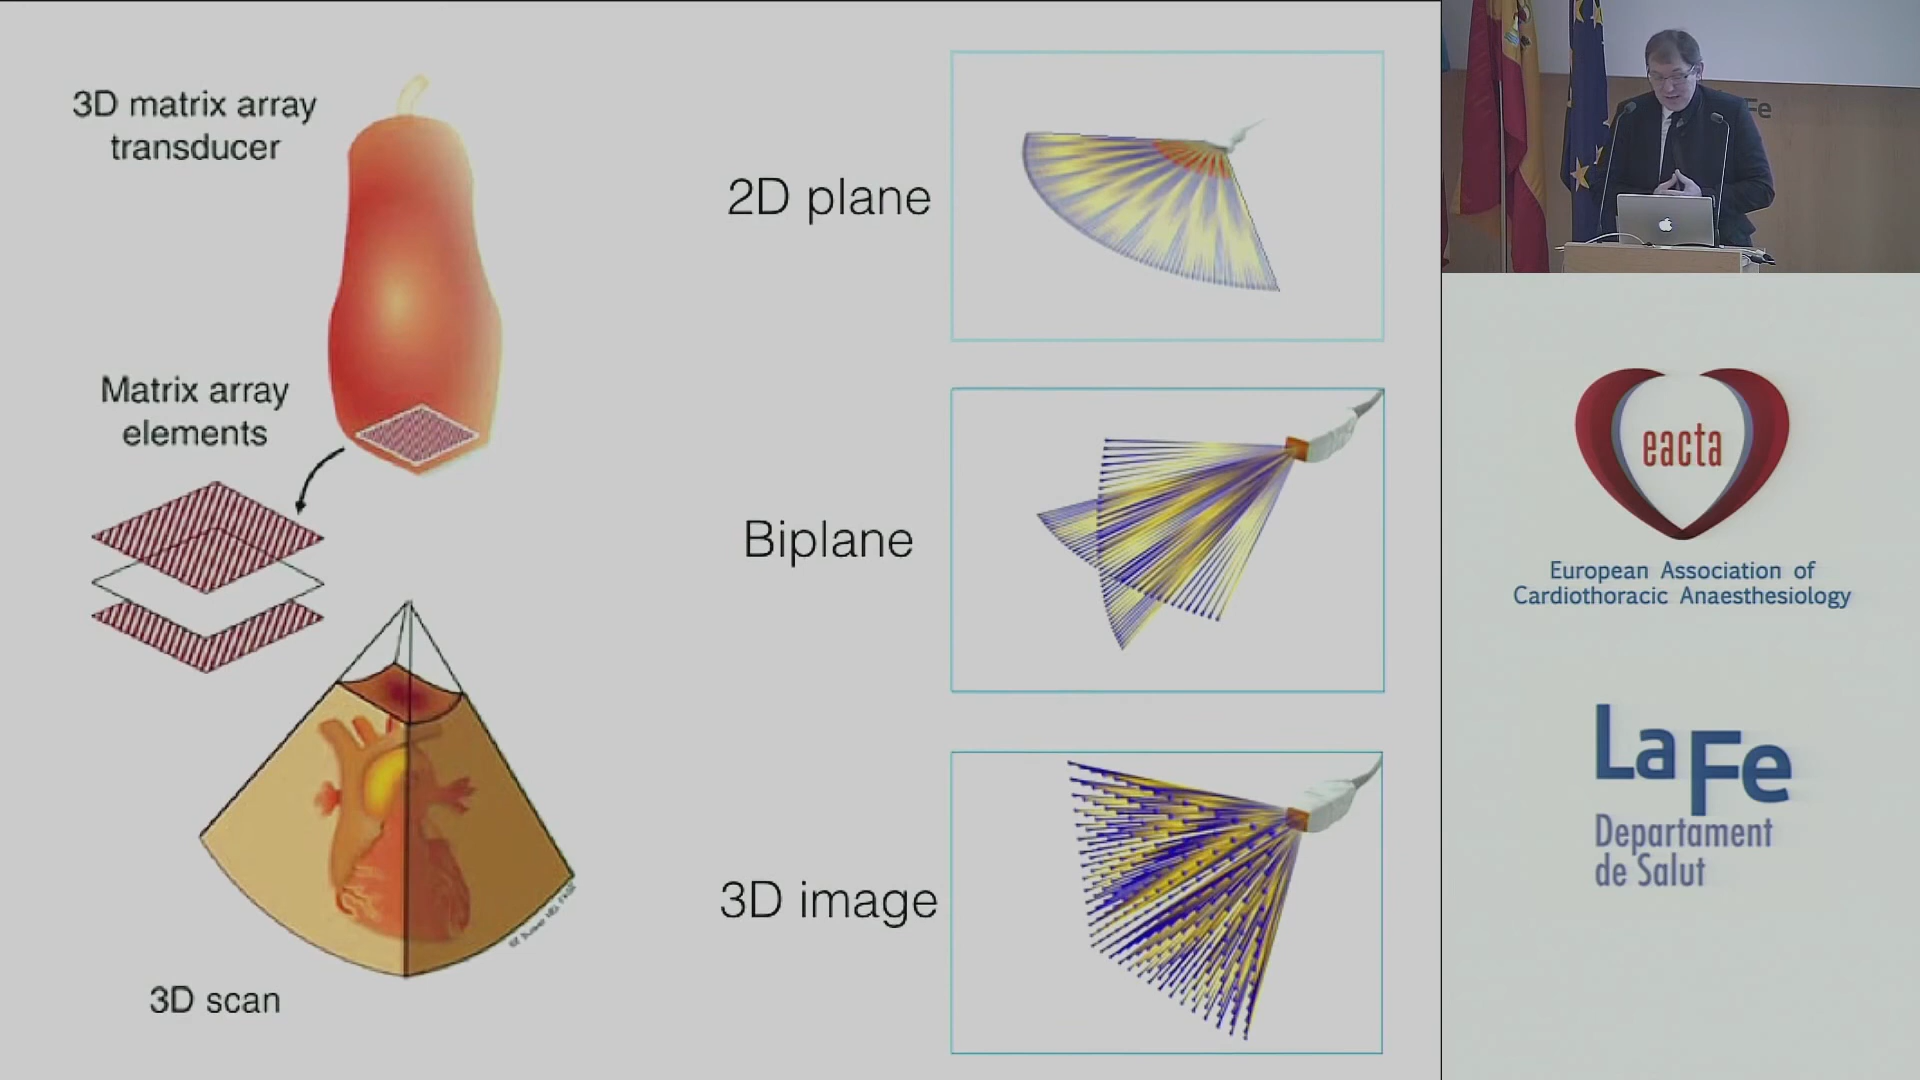 3D matrix array
transducer
Matrix array
elements
3D scan
2D plane
Biplane
3D image
Fe
eacta
European Association of
Cardiothoracic Anaesthesiology
La Fe
Departament
de Salut